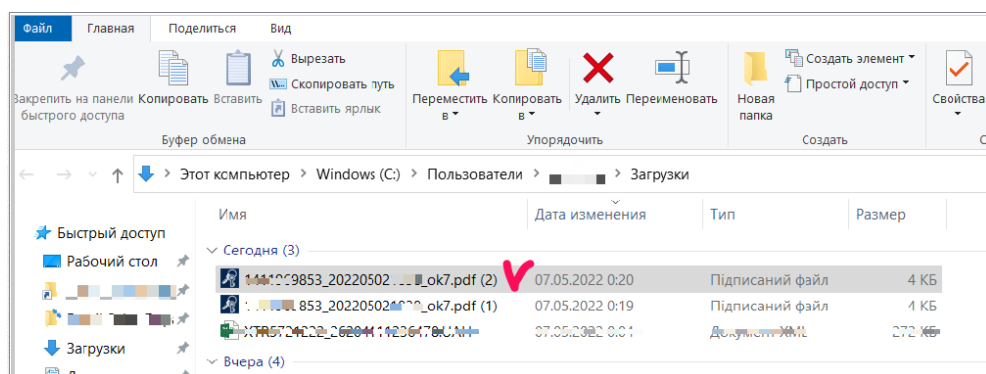 Файл Главная Поделиться Вид
Вырезать
Скопировать путь
Вставить ярлык
Создать элемент
Простой доступ
Закрепить на панели быстрого доступа
Копировать Вставить
Переместить в
Копировать в
Удалить Переименовать
Новая папка
Свойства
Буфер обмена Упорядочить Создать
Этот компьютер > Windows (C:) > Пользователи > > Загрузки
Имя Дата изменения Тип Размер
Быстрый доступ
Сегодня (3)
Рабочий стол
_ok7.pdf (2) 07.05.2022 0:20 Підписаний файл 4 КБ
_ok7.pdf (1) 07.05.2022 0:19 Підписаний файл 4 КБ
Загрузки
Вчера (4)